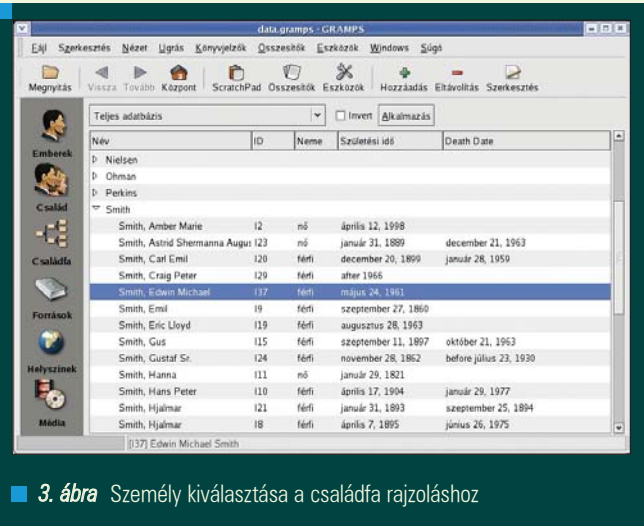 data.gramps - GRAMPS
Fájl Szerkesztés Nézet Ugrás Könyvjelzők Összesítők Eszközök Windows Súgó
Megnyitás Vissza Tovább Központ ScratchPad Összesítők Eszközök Hozzáadás Eltávolítás Szerkesztés
Teljes adatbázis Invert Alkalmazás
Név ID Neme Születési idő Death Date
Emberek
Család
Családfa
Források
Helyszínek
Média
Nielsen
Ohman
Perkins
Smith
Smith, Amber Marie I2 nő április 12, 1998
Smith, Astrid Shermanna Augus I23 nő január 31, 1889 december 21, 1963
Smith, Carl Emil I20 férfi december 20, 1899 január 28, 1959
Smith, Craig Peter I29 férfi after 1966
Smith, Edwin Michael I37 férfi május 24, 1961
Smith, Emil I9 férfi szeptember 27, 1860
Smith, Eric Lloyd I19 férfi augusztus 28, 1963
Smith, Gus I15 férfi szeptember 11, 1897 október 21, 1963
Smith, Gustaf Sr. I24 férfi november 28, 1862 before július 23, 1930
Smith, Hanna I11 nő január 29, 1821
Smith, Hans Peter I10 férfi április 17, 1904 január 29, 1977
Smith, Hjalmar I21 férfi január 31, 1893 szeptember 25, 1894
Smith, Hjalmar I8 férfi április 7, 1895 június 26, 1975
[I37] Edwin Michael Smith
3. ábra Személy kiválasztása a családfa rajzoláshoz